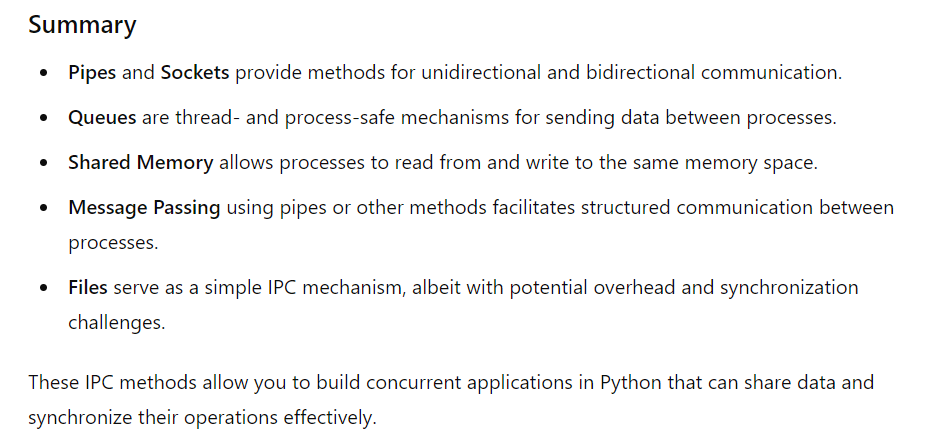 Summary
• Pipes and Sockets provide methods for unidirectional and bidirectional communication.
• Queues are thread- and process-safe mechanisms for sending data between processes.
• Shared Memory allows processes to read from and write to the same memory space.
• Message Passing using pipes or other methods facilitates structured communication between
processes.
• Files serve as a simple IPC mechanism, albeit with potential overhead and synchronization
challenges.
These IPC methods allow you to build concurrent applications in Python that can share data and
synchronize their operations effectively.